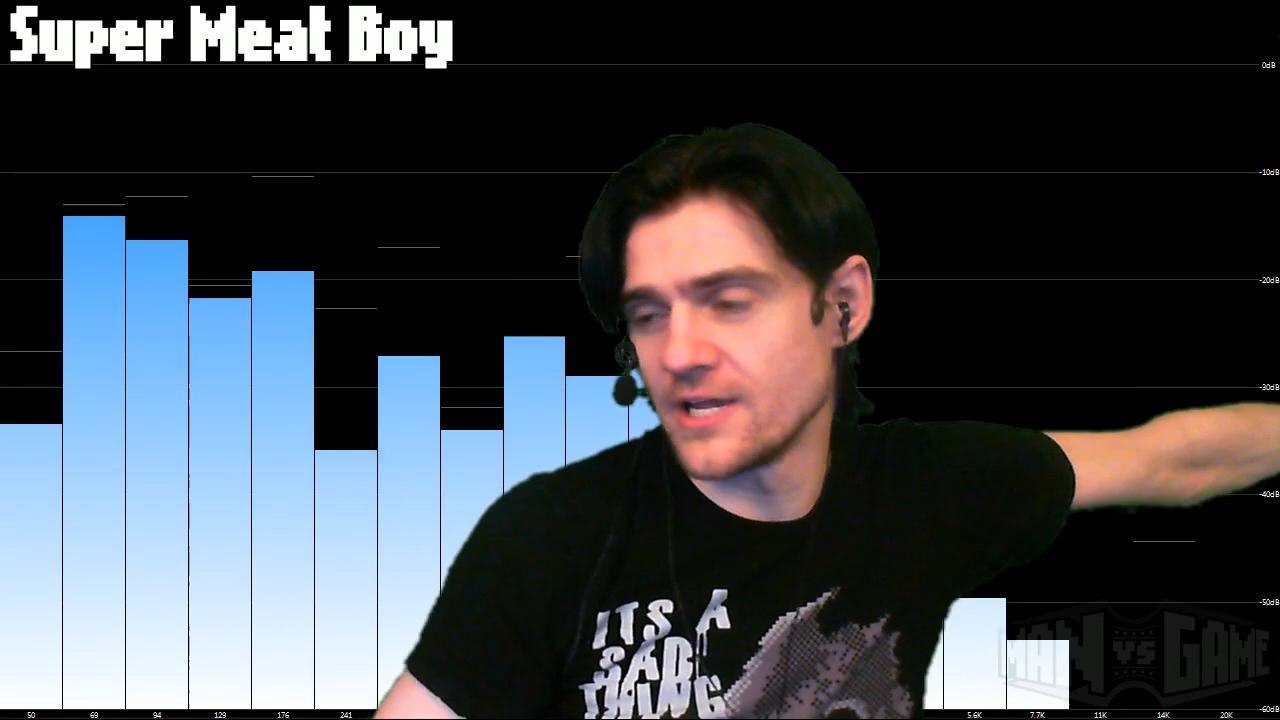 Super Meat Boy
0dB
-10dB
-20dB
-30dB
-40dB
-50dB
-60dB
ITS A
SAD
THING
MAN VS GAME
50 69 94 129 176 241 5.6K 7.7K 11K 14K 20K